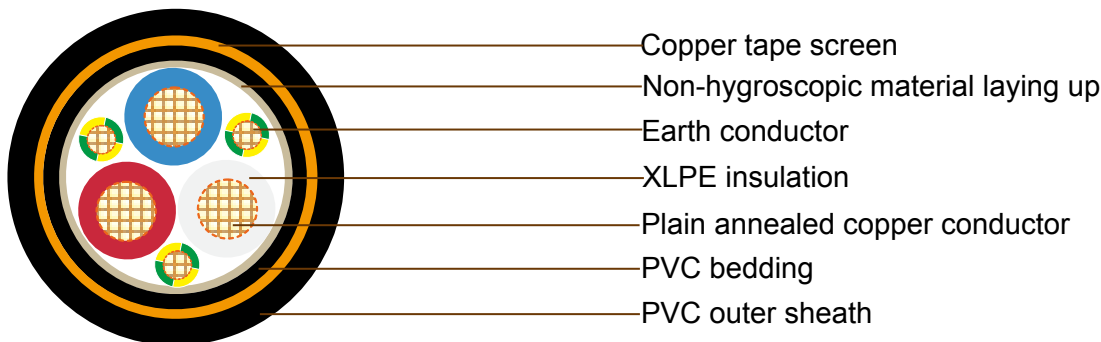 Copper tape screen
Non-hygroscopic material laying up
Earth conductor
XLPE insulation
Plain annealed copper conductor
PVC bedding
PVC outer sheath